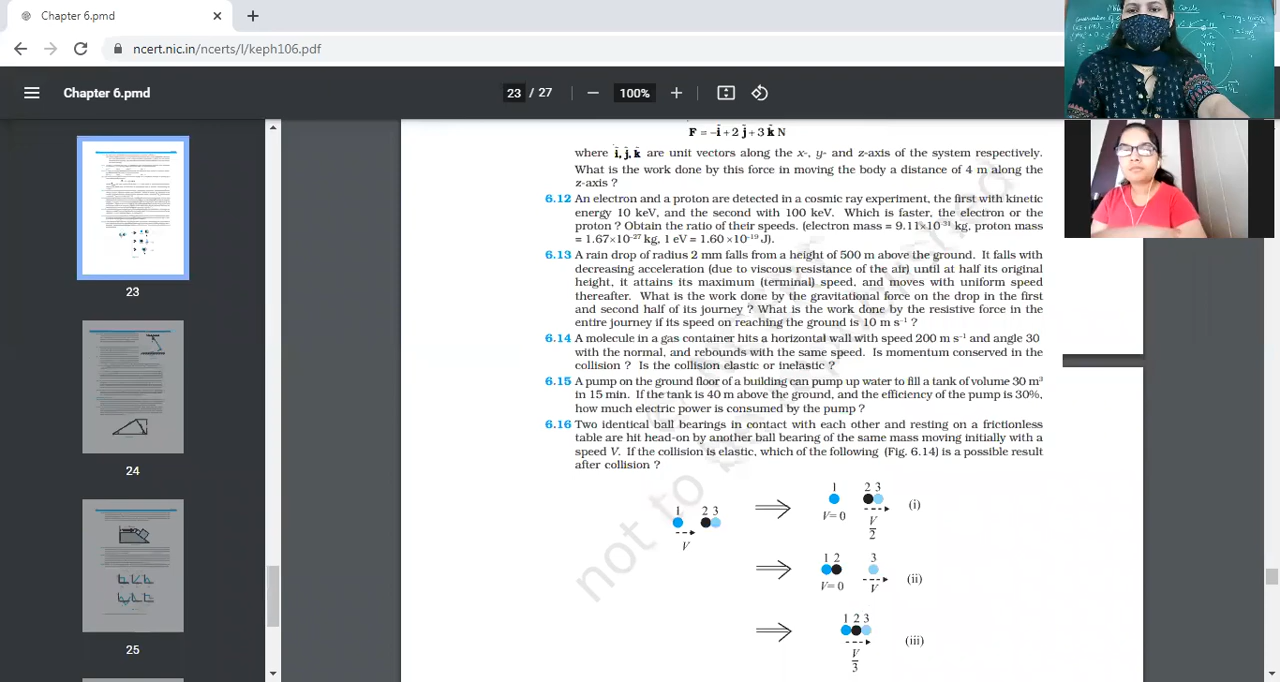 Chapter 6.pmd
ncert.nic.in/ncerts/l/keph106.pdf
Chapter 6.pmd
23 / 27
100%
F = –î + 2 ĵ + 3 k̂ N
where î, ĵ, k̂ are unit vectors along the x-, y- and z-axis of the system respectively.
What is the work done by this force in moving the body a distance of 4 m along the
z-axis ?
6.12 An electron and a proton are detected in a cosmic ray experiment, the first with kinetic
energy 10 keV, and the second with 100 keV. Which is faster, the electron or the
proton ? Obtain the ratio of their speeds. (electron mass = 9.11×10⁻³¹ kg, proton mass
= 1.67×10⁻²⁷ kg, 1 eV = 1.60 ×10⁻¹⁹ J).
6.13 A rain drop of radius 2 mm falls from a height of 500 m above the ground. It falls with
decreasing acceleration (due to viscous resistance of the air) until at half its original
height, it attains its maximum (terminal) speed, and moves with uniform speed
thereafter. What is the work done by the gravitational force on the drop in the first
and second half of its journey ? What is the work done by the resistive force in the
entire journey if its speed on reaching the ground is 10 m s⁻¹ ?
6.14 A molecule in a gas container hits a horizontal wall with speed 200 m s⁻¹ and angle 30
with the normal, and rebounds with the same speed. Is momentum conserved in the
collision ? Is the collision elastic or inelastic ?
6.15 A pump on the ground floor of a building can pump up water to fill a tank of volume 30 m³
in 15 min. If the tank is 40 m above the ground, and the efficiency of the pump is 30%,
how much electric power is consumed by the pump ?
6.16 Two identical ball bearings in contact with each other and resting on a frictionless
table are hit head-on by another ball bearing of the same mass moving initially with a
speed V. If the collision is elastic, which of the following (Fig. 6.14) is a possible result
after collision ?
1 2 3
V
1 2 3
V=0 V/2 (i)
1 2 3
V=0 V (ii)
1 2 3
V/3 (iii)
not to be
23
24
25